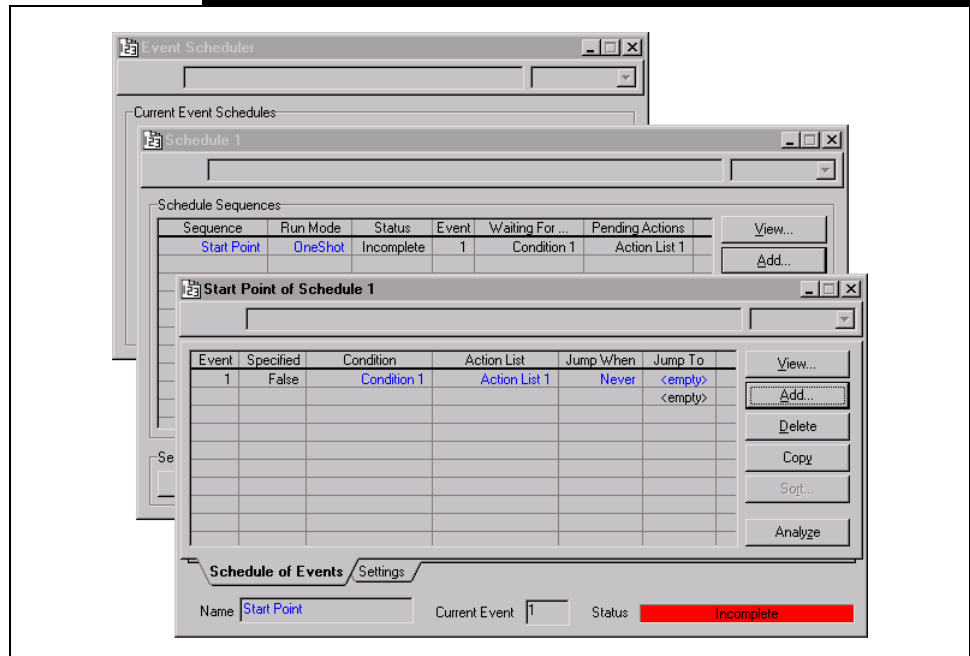 Event Scheduler
Current Event Schedules
Schedule 1
Schedule Sequences
Sequence Run Mode Status Event Waiting For ... Pending Actions
Start Point OneShot Incomplete 1 Condition 1 Action List 1
View...
Add...
Start Point of Schedule 1
Event Specified Condition Action List Jump When Jump To
1 False Condition 1 Action List 1 Never <empty>
<empty>
View...
Add...
Delete
Copy
Sort...
Analyze
Se
Schedule of Events Settings
Name Start Point Current Event 1 Status Incomplete